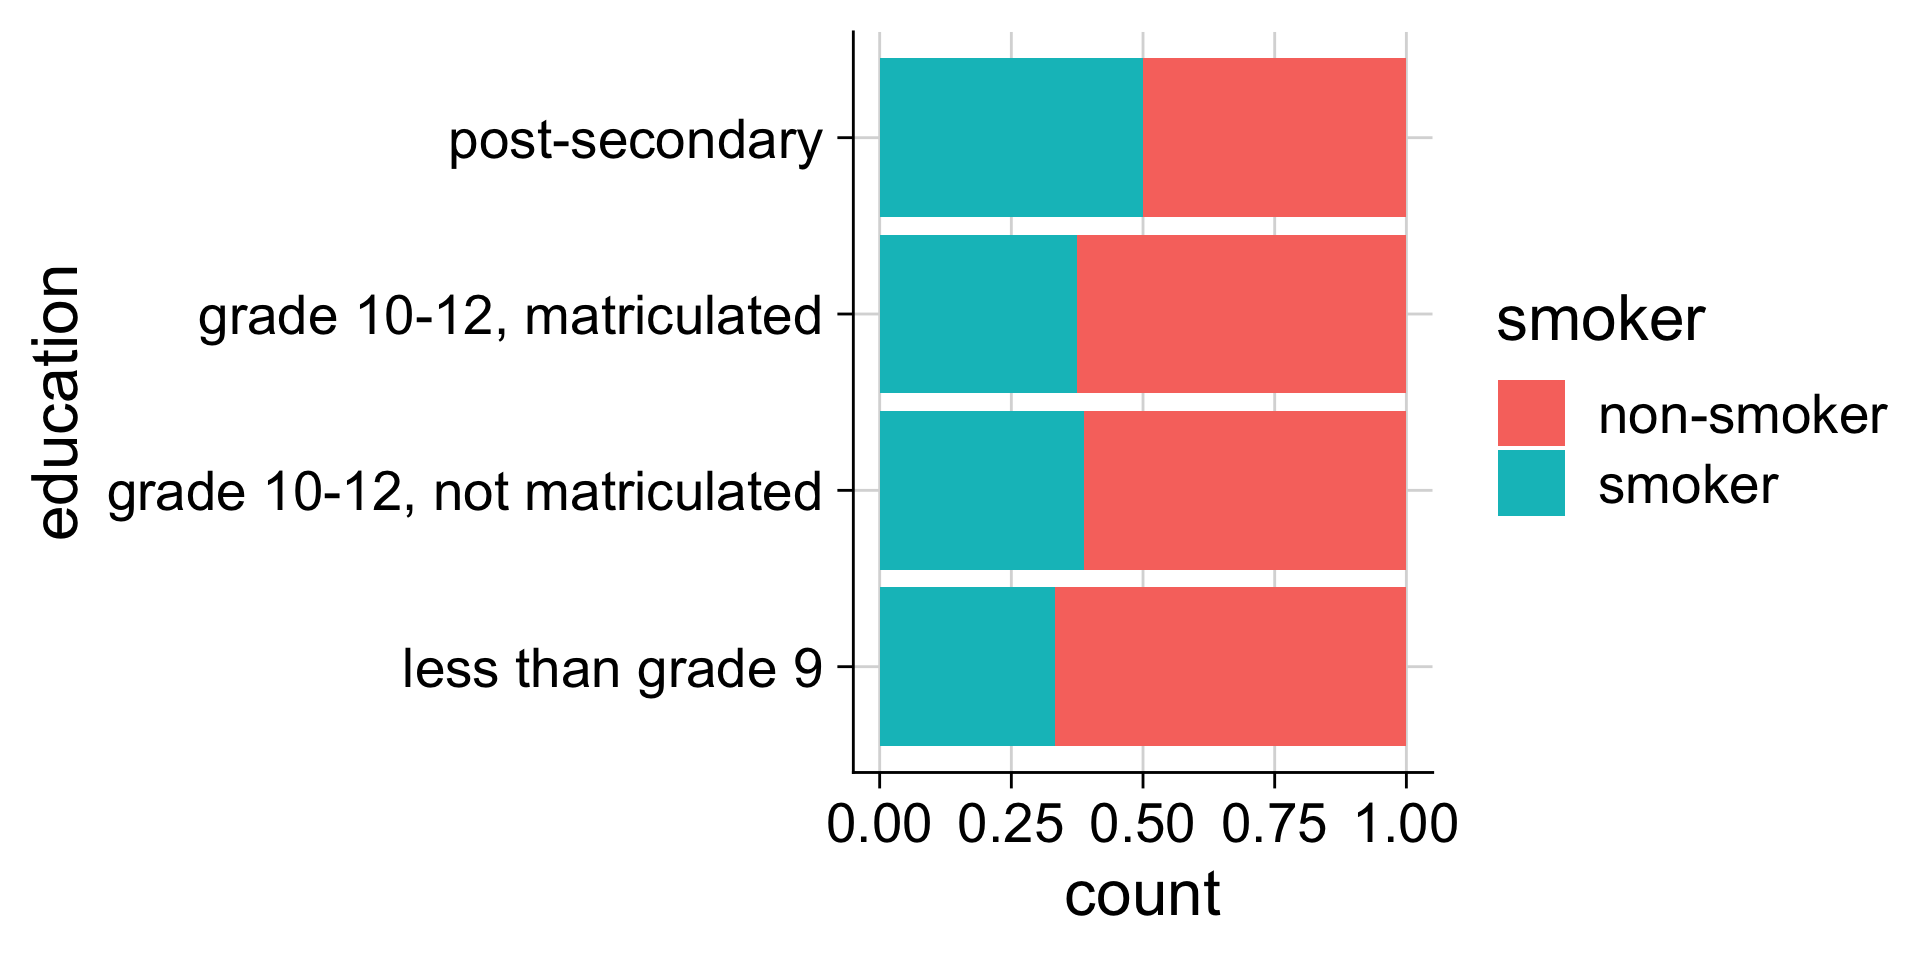 education
post-secondary
grade 10-12, matriculated
grade 10-12, not matriculated
less than grade 9
0.00 0.25 0.50 0.75 1.00
count
smoker
non-smoker
smoker